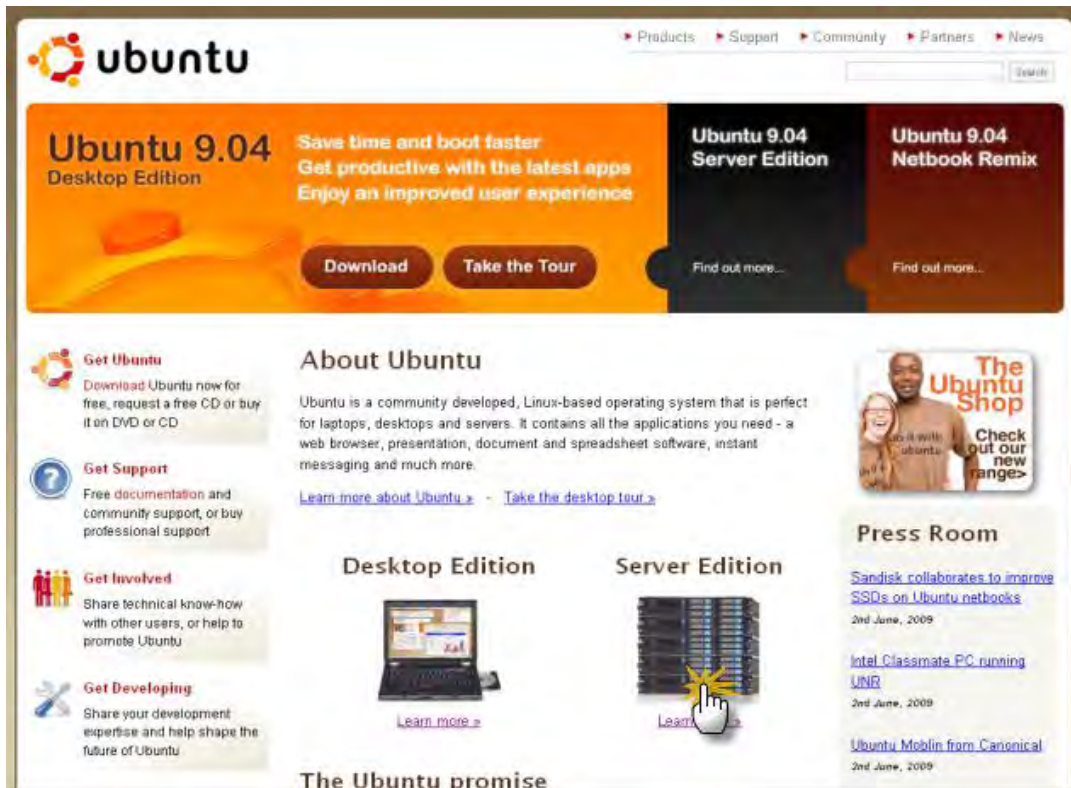 ubuntu
Products Support Community Partners News
Search
Ubuntu 9.04
Desktop Edition
Save time and boot faster
Get productive with the latest apps
Enjoy an improved user experience
Download
Take the Tour
Ubuntu 9.04
Server Edition
Find out more...
Ubuntu 9.04
Netbook Remix
Find out more...
Get Ubuntu
Download Ubuntu now for
free, request a free CD or buy
it on DVD or CD
Get Support
Free documentation and
community support, or buy
professional support
Get Involved
Share technical know-how
with other users, or help to
promote Ubuntu
Get Developing
Share your development
expertise and help shape the
future of Ubuntu
About Ubuntu
Ubuntu is a community developed, Linux-based operating system that is perfect
for laptops, desktops and servers. It contains all the applications you need - a
web browser, presentation, document and spreadsheet software, instant
messaging and much more.
Learn more about Ubuntu » - Take the desktop tour »
Desktop Edition
Learn more »
Server Edition
Learn »
The Ubuntu promise
The
Ubuntu
Shop
Check
out our
new
range>
do it with
ubuntu
Press Room
Sandisk collaborates to improve
SSDs on Ubuntu netbooks
2nd June, 2009
Intel Classmate PC running
UNR
2nd June, 2009
Ubuntu Moblin from Canonical
2nd June, 2009